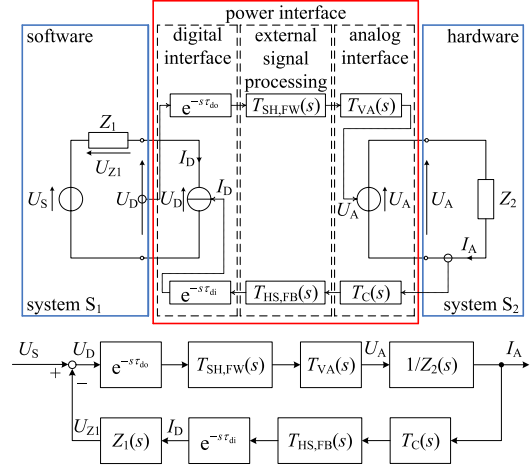 power interface
software
digital interface
external signal processing
analog interface
hardware
e^{-sτ_do}
T_{SH,FW}(s)
T_{VA}(s)
Z_1
U_{Z1}
I_D
I_D
U_S
U_D
U_D
U_A
U_A
U_A
Z_2
I_A
e^{-sτ_di}
T_{HS,FB}(s)
T_C(s)
system S_1
system S_2
U_S
U_D
e^{-sτ_do}
T_{SH,FW}(s)
T_{VA}(s)
U_A
1/Z_2(s)
I_A
+
−
U_{Z1}
Z_1(s)
I_D
e^{-sτ_di}
T_{HS,FB}(s)
T_C(s)